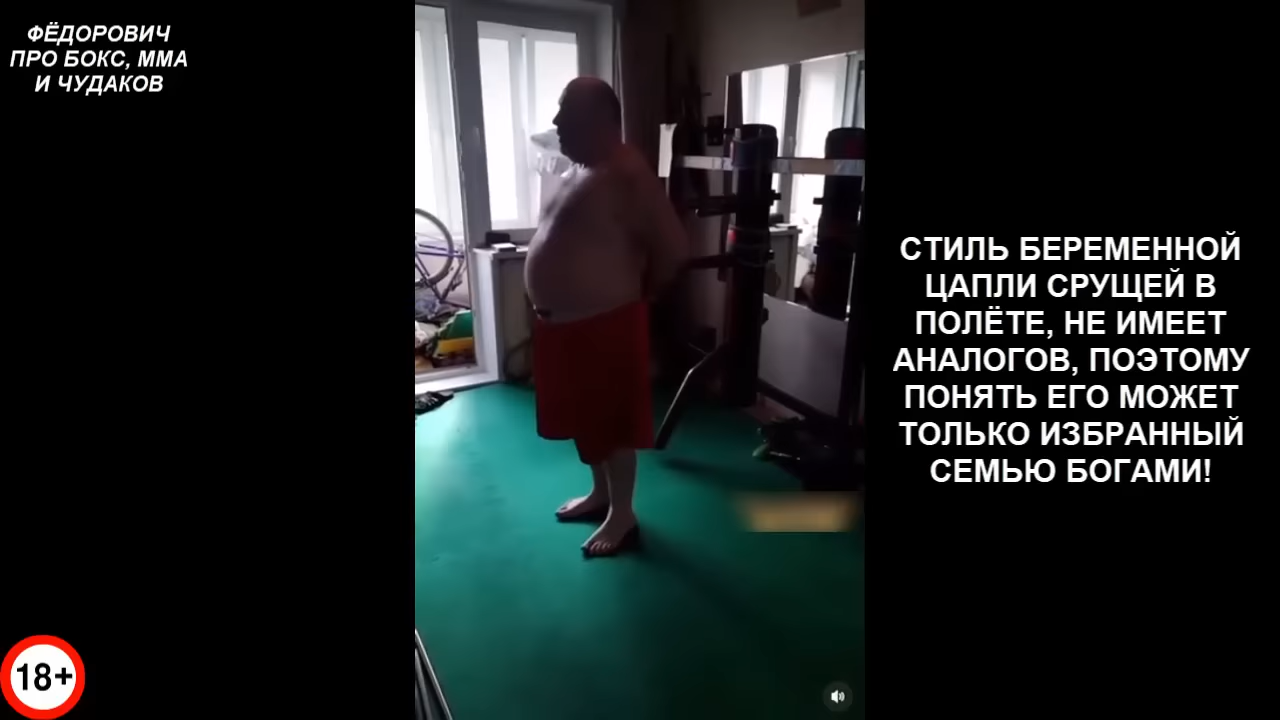 ФЁДОРОВИЧ
ПРО БОКС, ММА
И ЧУДАКОВ
СТИЛЬ БЕРЕМЕННОЙ
ЦАПЛИ СРУЩЕЙ В
ПОЛЁТЕ, НЕ ИМЕЕТ
АНАЛОГОВ, ПОЭТОМУ
ПОНЯТЬ ЕГО МОЖЕТ
ТОЛЬКО ИЗБРАННЫЙ
СЕМЬЮ БОГАМИ!
18+